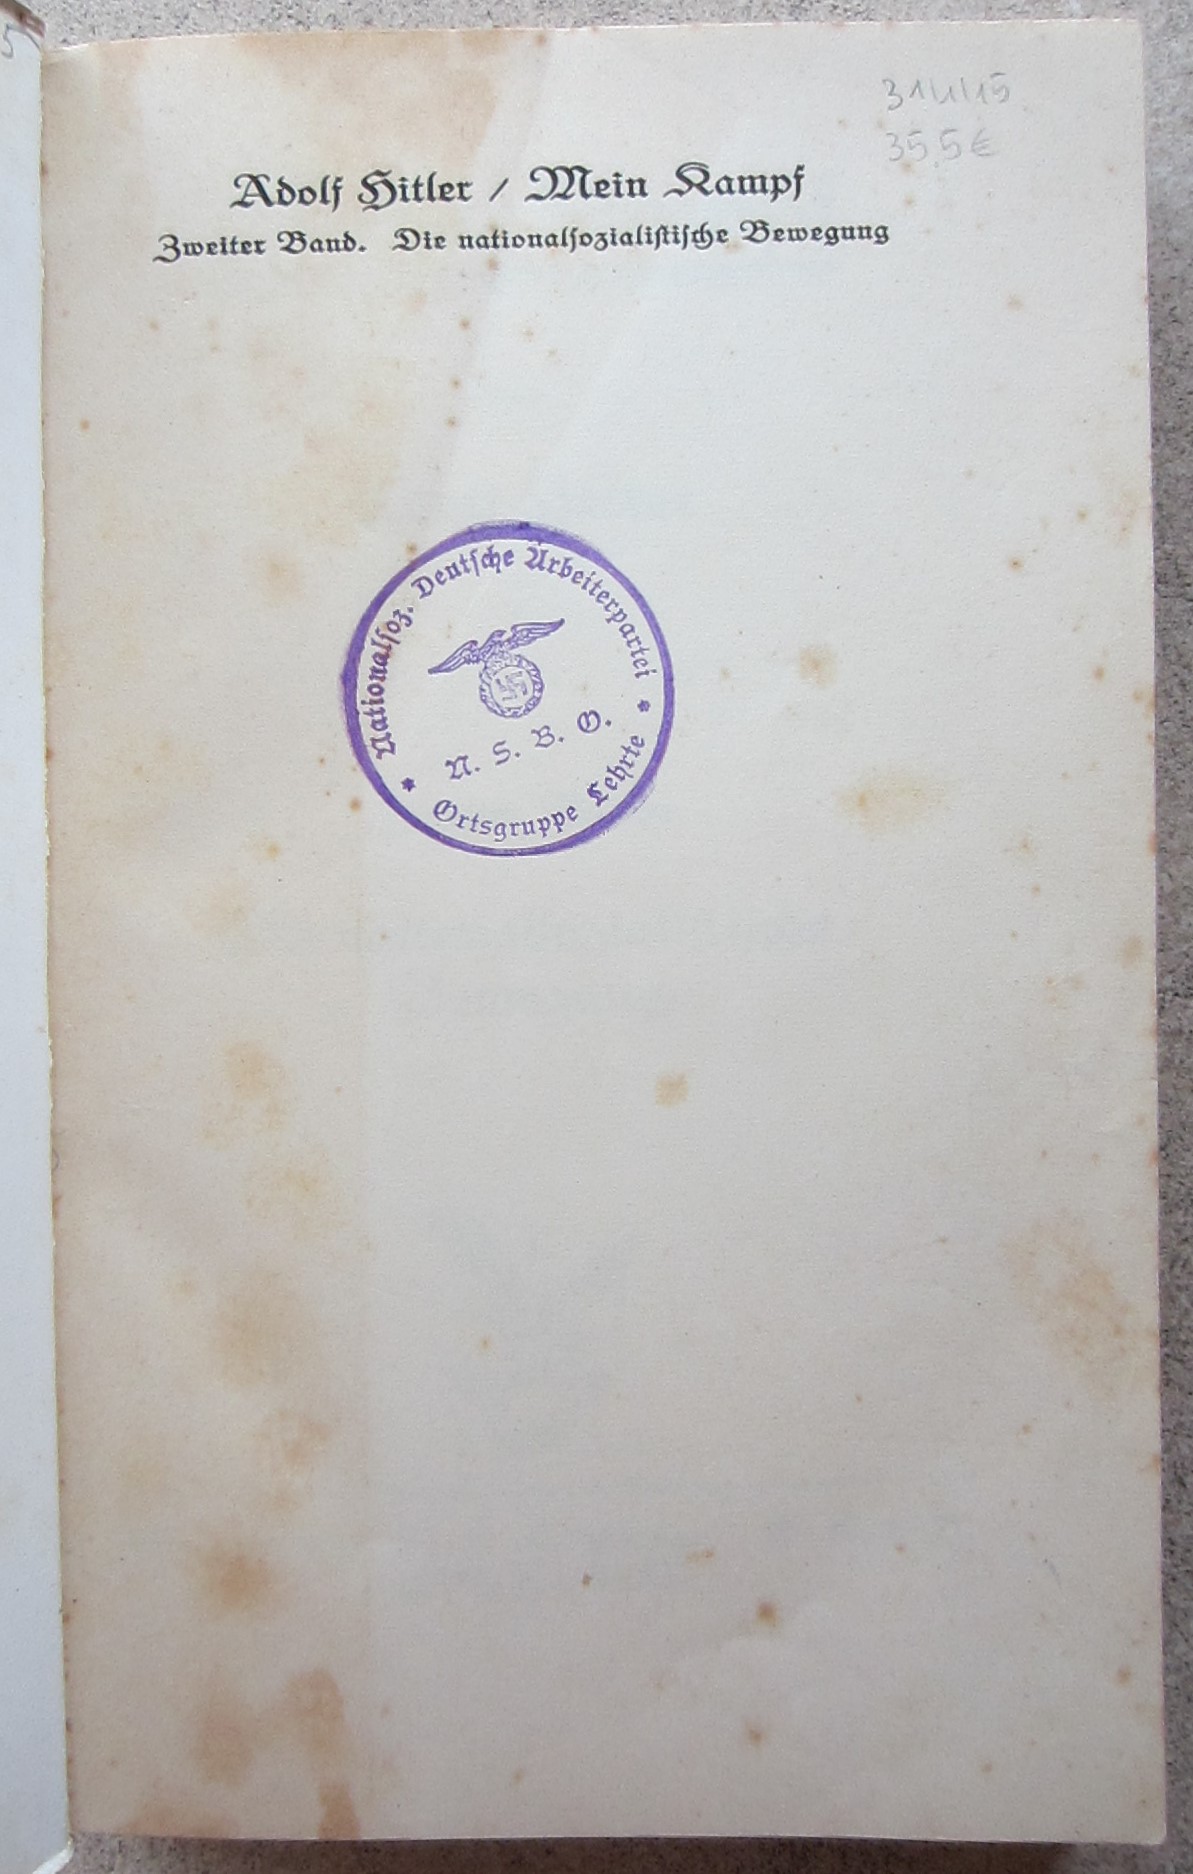 35,5€
Adolf Hitler / Mein Kampf
Zweiter Band. Die nationalsozialistische Bewegung
Nationalsoz. Deutsche Arbeiterpartei
N. S. B. O.
* Ortsgruppe Lehrte *